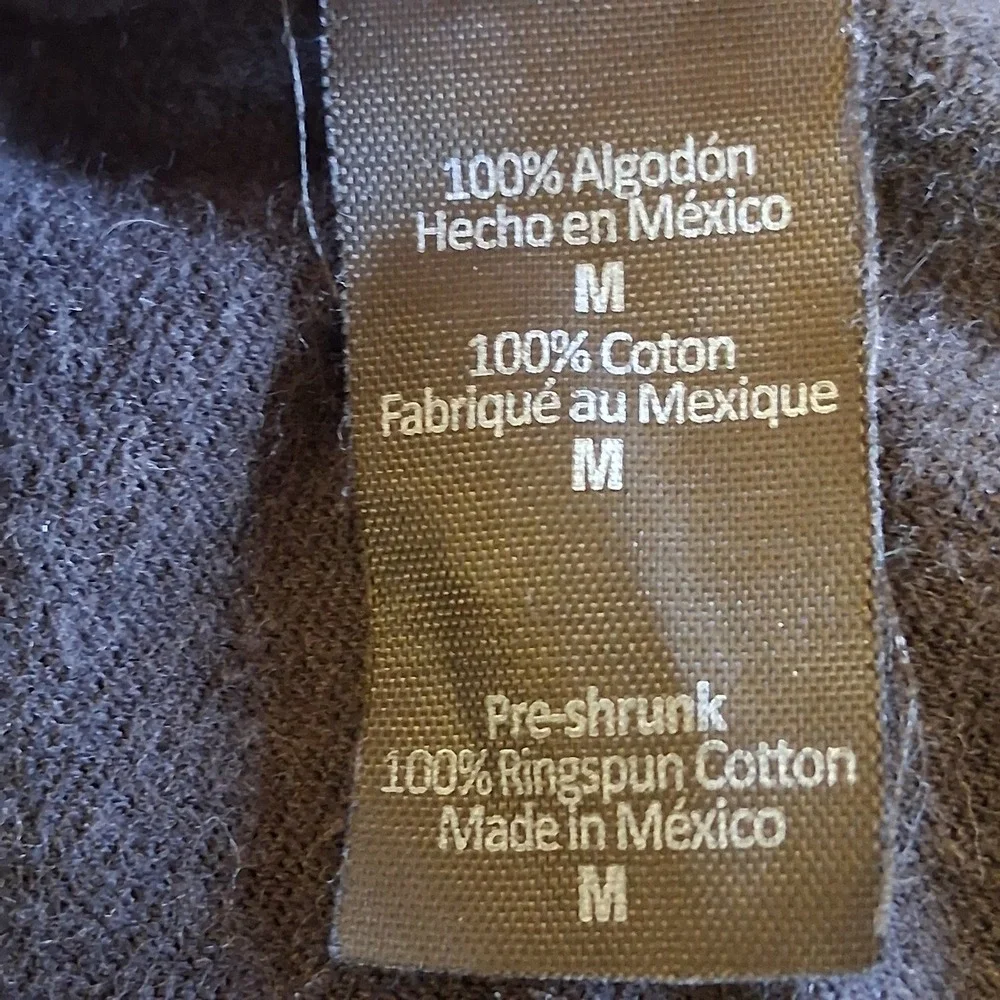 100% Algodón
Hecho en México
M
100% Coton
Fabriqué au Mexique
M
Pre-shrunk
100% Ringspun Cotton
Made in México
M